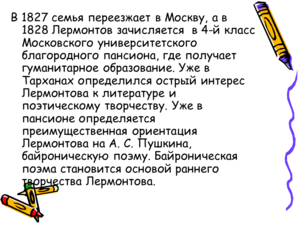 В 1827 семья переезжает в Москву, а в
1828 Лермонтов зачисляется  в 4-й класс
Московского университетского
благородного пансиона, где получает
гуманитарное образование. Уже в
Тарханах определился острый интерес
Лермонтова к литературе и
поэтическому творчеству. Уже в
пансионе определяется
преимущественная ориентация
Лермонтова на А. С. Пушкина,
байроническую поэму. Байроническая
поэма становится основой раннего
творчества Лермонтова.